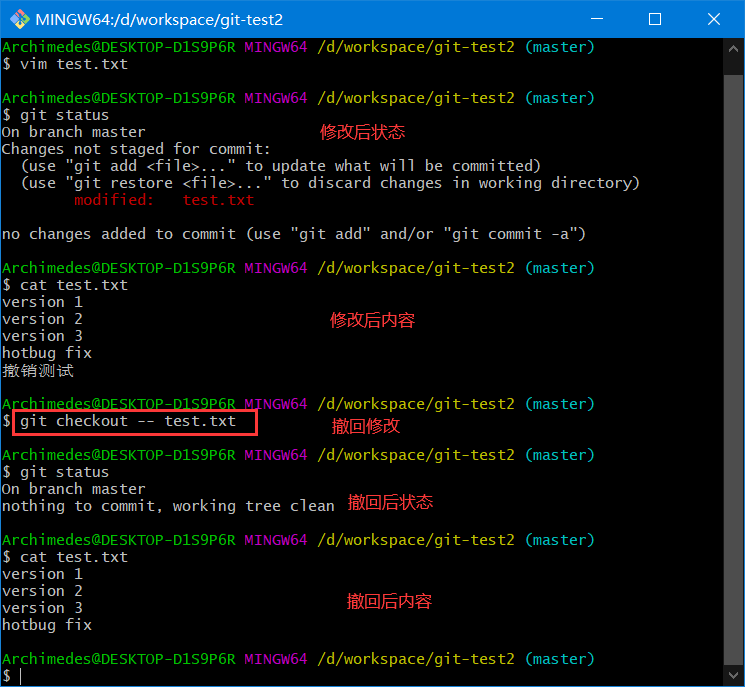 MINGW64:/d/workspace/git-test2
Archimedes@DESKTOP-D1S9P6R MINGW64 /d/workspace/git-test2 (master)
$ vim test.txt
Archimedes@DESKTOP-D1S9P6R MINGW64 /d/workspace/git-test2 (master)
$ git status
On branch master 修改后状态
Changes not staged for commit:
(use "git add <file>..." to update what will be committed)
(use "git restore <file>..." to discard changes in working directory)
modified: test.txt
no changes added to commit (use "git add" and/or "git commit -a")
Archimedes@DESKTOP-D1S9P6R MINGW64 /d/workspace/git-test2 (master)
$ cat test.txt
version 1
version 2 修改后内容
version 3
hotbug fix
撤销测试
Archimedes@DESKTOP-D1S9P6R MINGW64 /d/workspace/git-test2 (master)
$ git checkout -- test.txt 撤回修改
Archimedes@DESKTOP-D1S9P6R MINGW64 /d/workspace/git-test2 (master)
$ git status
On branch master
nothing to commit, working tree clean 撤回后状态
Archimedes@DESKTOP-D1S9P6R MINGW64 /d/workspace/git-test2 (master)
$ cat test.txt
version 1
version 2
version 3 撤回后内容
hotbug fix
Archimedes@DESKTOP-D1S9P6R MINGW64 /d/workspace/git-test2 (master)
$